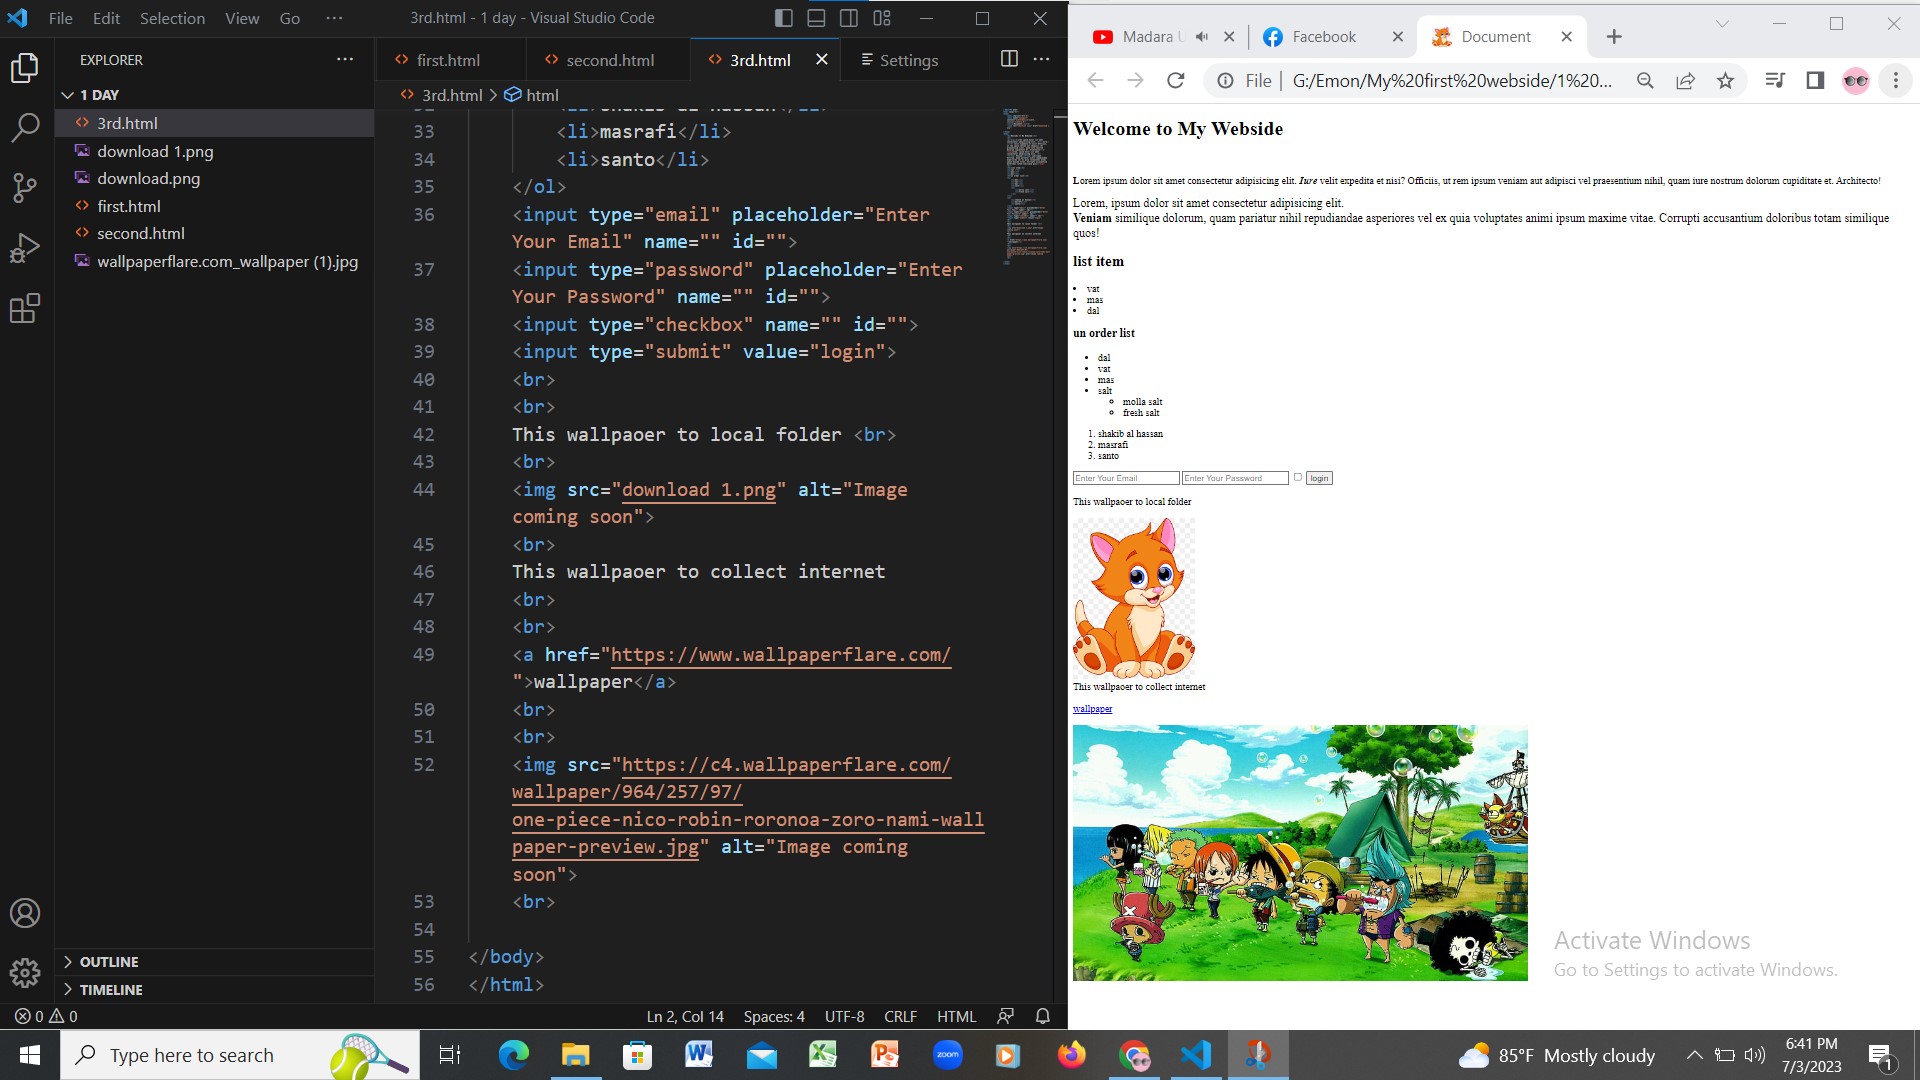 File Edit Selection View Go ··· 3rd.html - 1 day - Visual Studio Code
EXPLORER ···
1 DAY
3rd.html
download 1.png
download.png
first.html
second.html
wallpaperflare.com_wallpaper (1).jpg
OUTLINE
TIMELINE
first.html second.html 3rd.html Settings
3rd.html > html
33 <li>masrafi</li>
34 <li>santo</li>
35 </ol>
36 <input type="email" placeholder="Enter
Your Email" name="" id="">
37 <input type="password" placeholder="Enter
Your Password" name="" id="">
38 <input type="checkbox" name="" id="">
39 <input type="submit" value="login">
40 <br>
41 <br>
42 This wallpaoer to local folder <br>
43 <br>
44 <img src="download 1.png" alt="Image
coming soon">
45 <br>
46 This wallpaoer to collect internet
47 <br>
48 <br>
49 <a href="https://www.wallpaperflare.com/
">wallpaper</a>
50 <br>
51 <br>
52 <img src="https://c4.wallpaperflare.com/
wallpaper/964/257/97/
one-piece-nico-robin-roronoa-zoro-nami-wall
paper-preview.jpg" alt="Image coming
soon">
53 <br>
54
55 </body>
56 </html>
0 0 Ln 2, Col 14 Spaces: 4 UTF-8 CRLF HTML
Madara Facebook Document
File G:/Emon/My%20first%20webside/1%20...
Welcome to My Webside
Lorem ipsum dolor sit amet consectetur adipisicing elit. Iure velit expedita et nisi? Officiis, ut rem ipsum veniam aut adipisci vel praesentium nihil, quam iure nostrum dolorum cupiditate et. Architecto!
Lorem, ipsum dolor sit amet consectetur adipisicing elit.
Veniam similique dolorum, quam pariatur nihil repudiandae asperiores vel ex quia voluptates animi ipsum maxime vitae. Corrupti accusantium doloribus totam similique
quos!
list item
• vat
• mas
• dal
un order list
• dal
• vat
• mas
• salt
◦ molla salt
◦ fresh salt
1. shakib al hassan
2. masrafi
3. santo
Enter Your Email Enter Your Password login
This wallpaoer to local folder
This wallpaoer to collect internet
wallpaper
Activate Windows
Go to Settings to activate Windows.
Type here to search
zoom
85°F Mostly cloudy
6:41 PM
7/3/2023
1